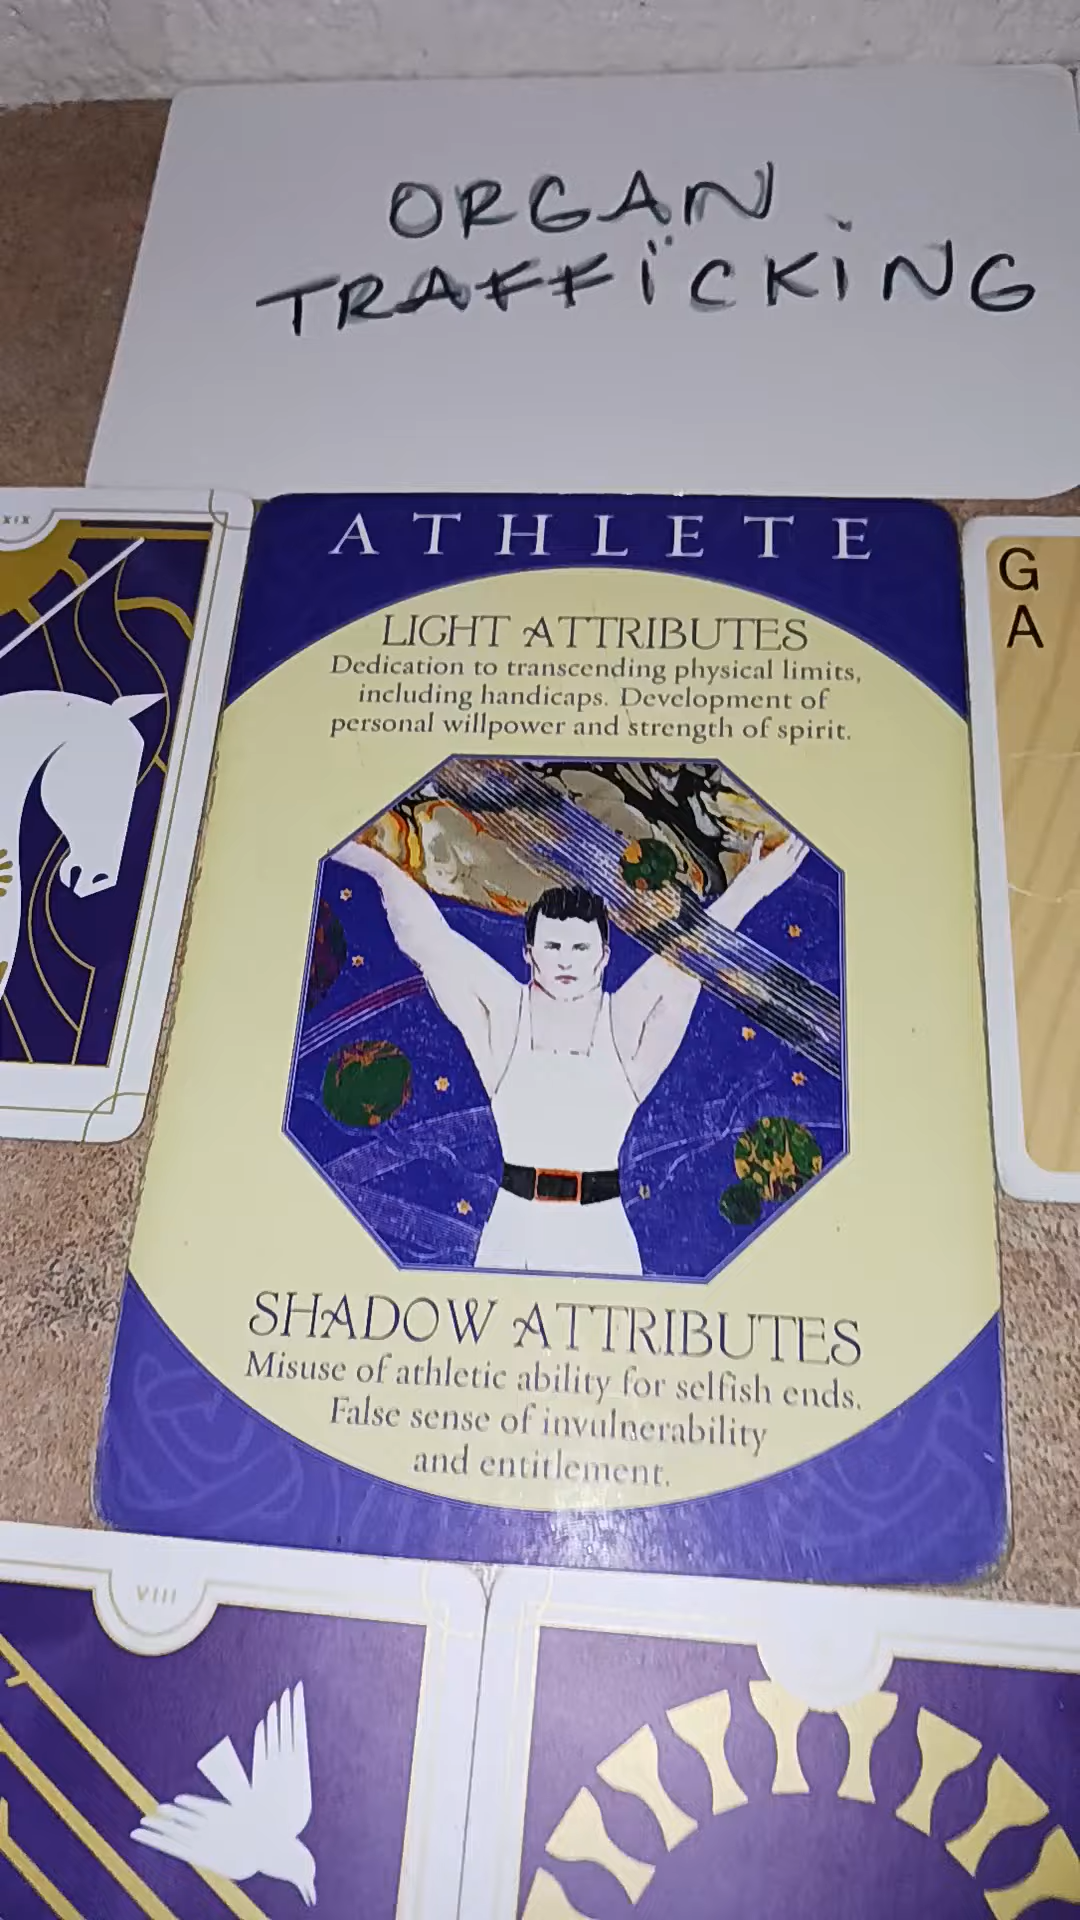 ORGAN
TRAFFICKING
XIX
ATHLETE
G
A
LIGHT ATTRIBUTES
Dedication to transcending physical limits,
including handicaps. Development of
personal willpower and strength of spirit.
SHADOW ATTRIBUTES
Misuse of athletic ability for selfish ends.
False sense of invulnerability
and entitlement.
VIII